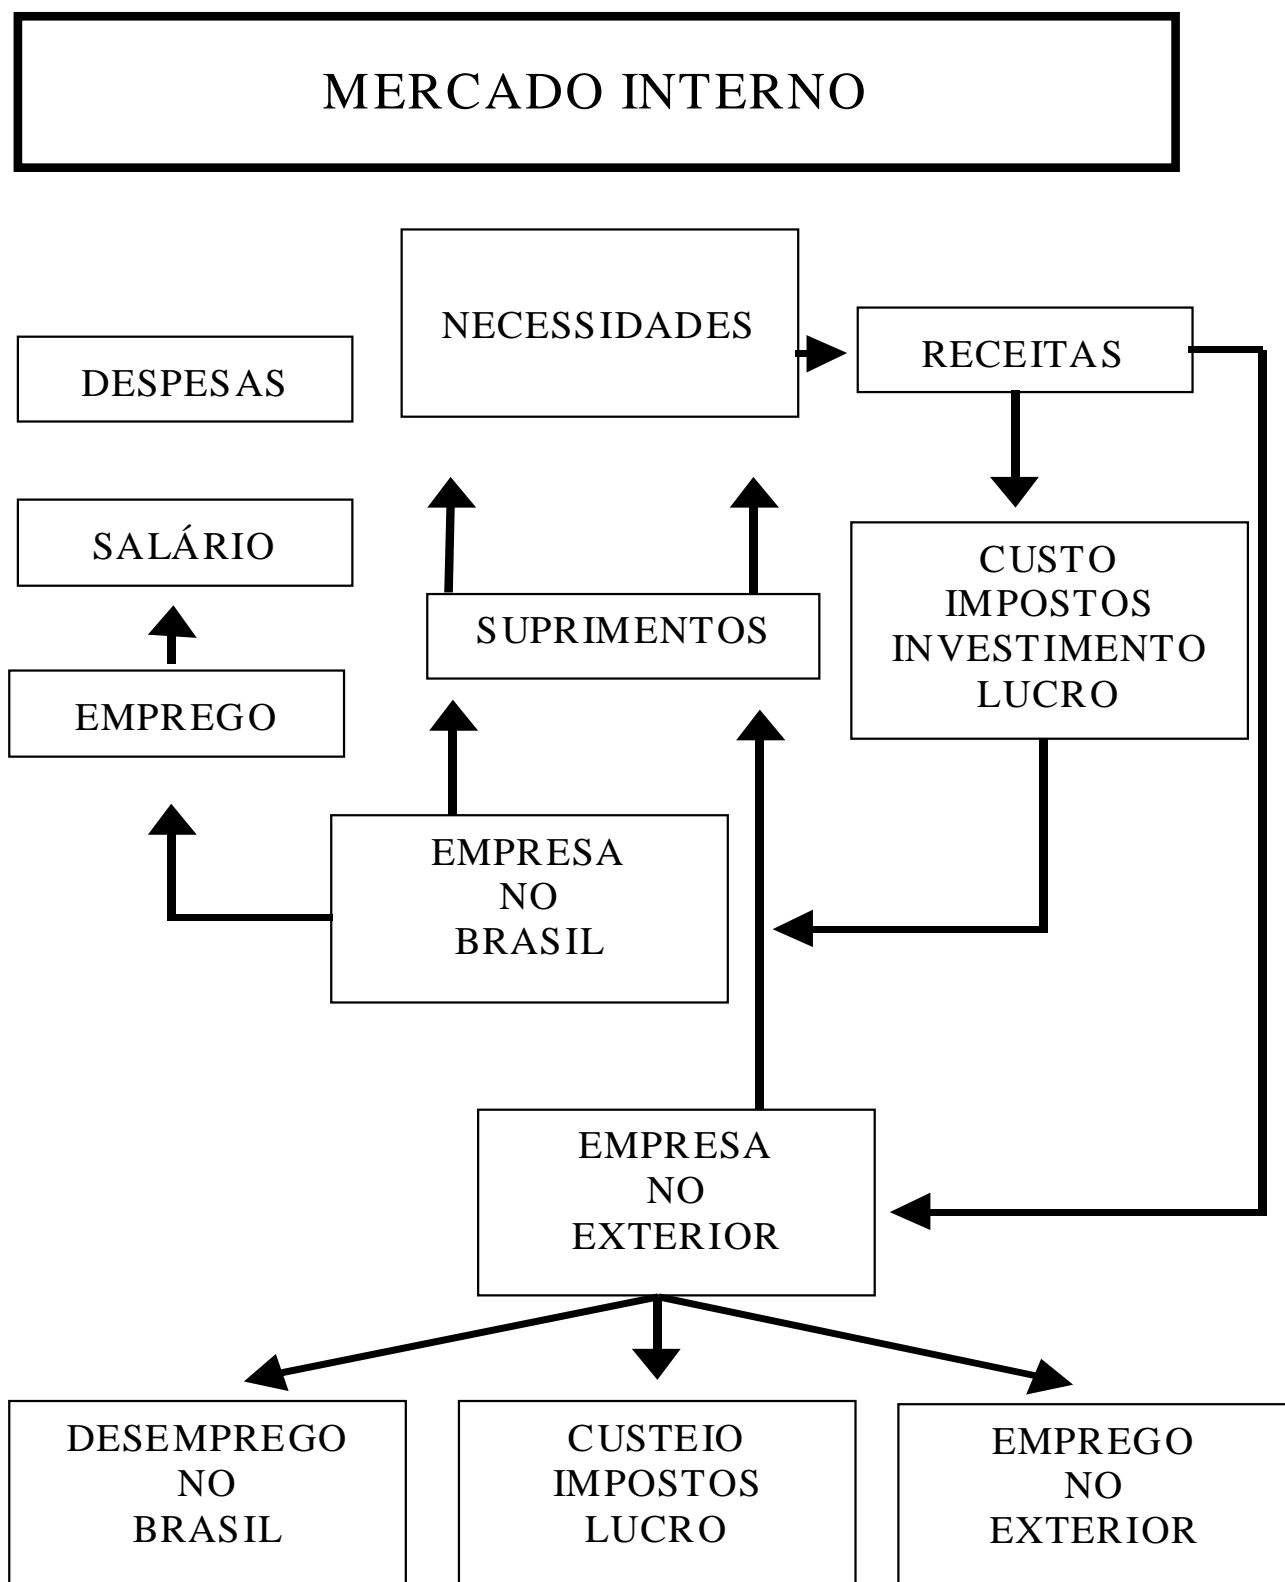 MERCADO INTERNO
NECESSIDADES
RECEITAS
DESPESAS
SALÁRIO
CUSTO
IMPOSTOS
INVESTIMENTO
LUCRO
SUPRIMENTOS
EMPREGO
EMPRESA
NO
BRASIL
EMPRESA
NO
EXTERIOR
DESEMPREGO
NO
BRASIL
CUSTEIO
IMPOSTOS
LUCRO
EMPREGO
NO
EXTERIOR